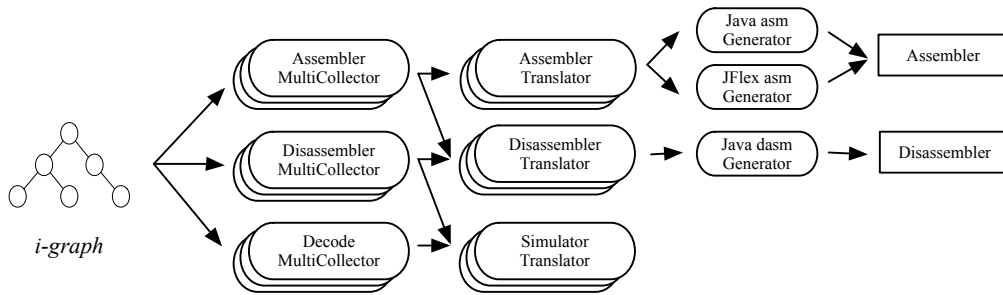 Assembler
MultiCollector
Assembler
Translator
Java asm
Generator
JFlex asm
Generator
Assembler
Disassembler
MultiCollector
Disassembler
Translator
Java dasm
Generator
Disassembler
i-graph
Decode
MultiCollector
Simulator
Translator